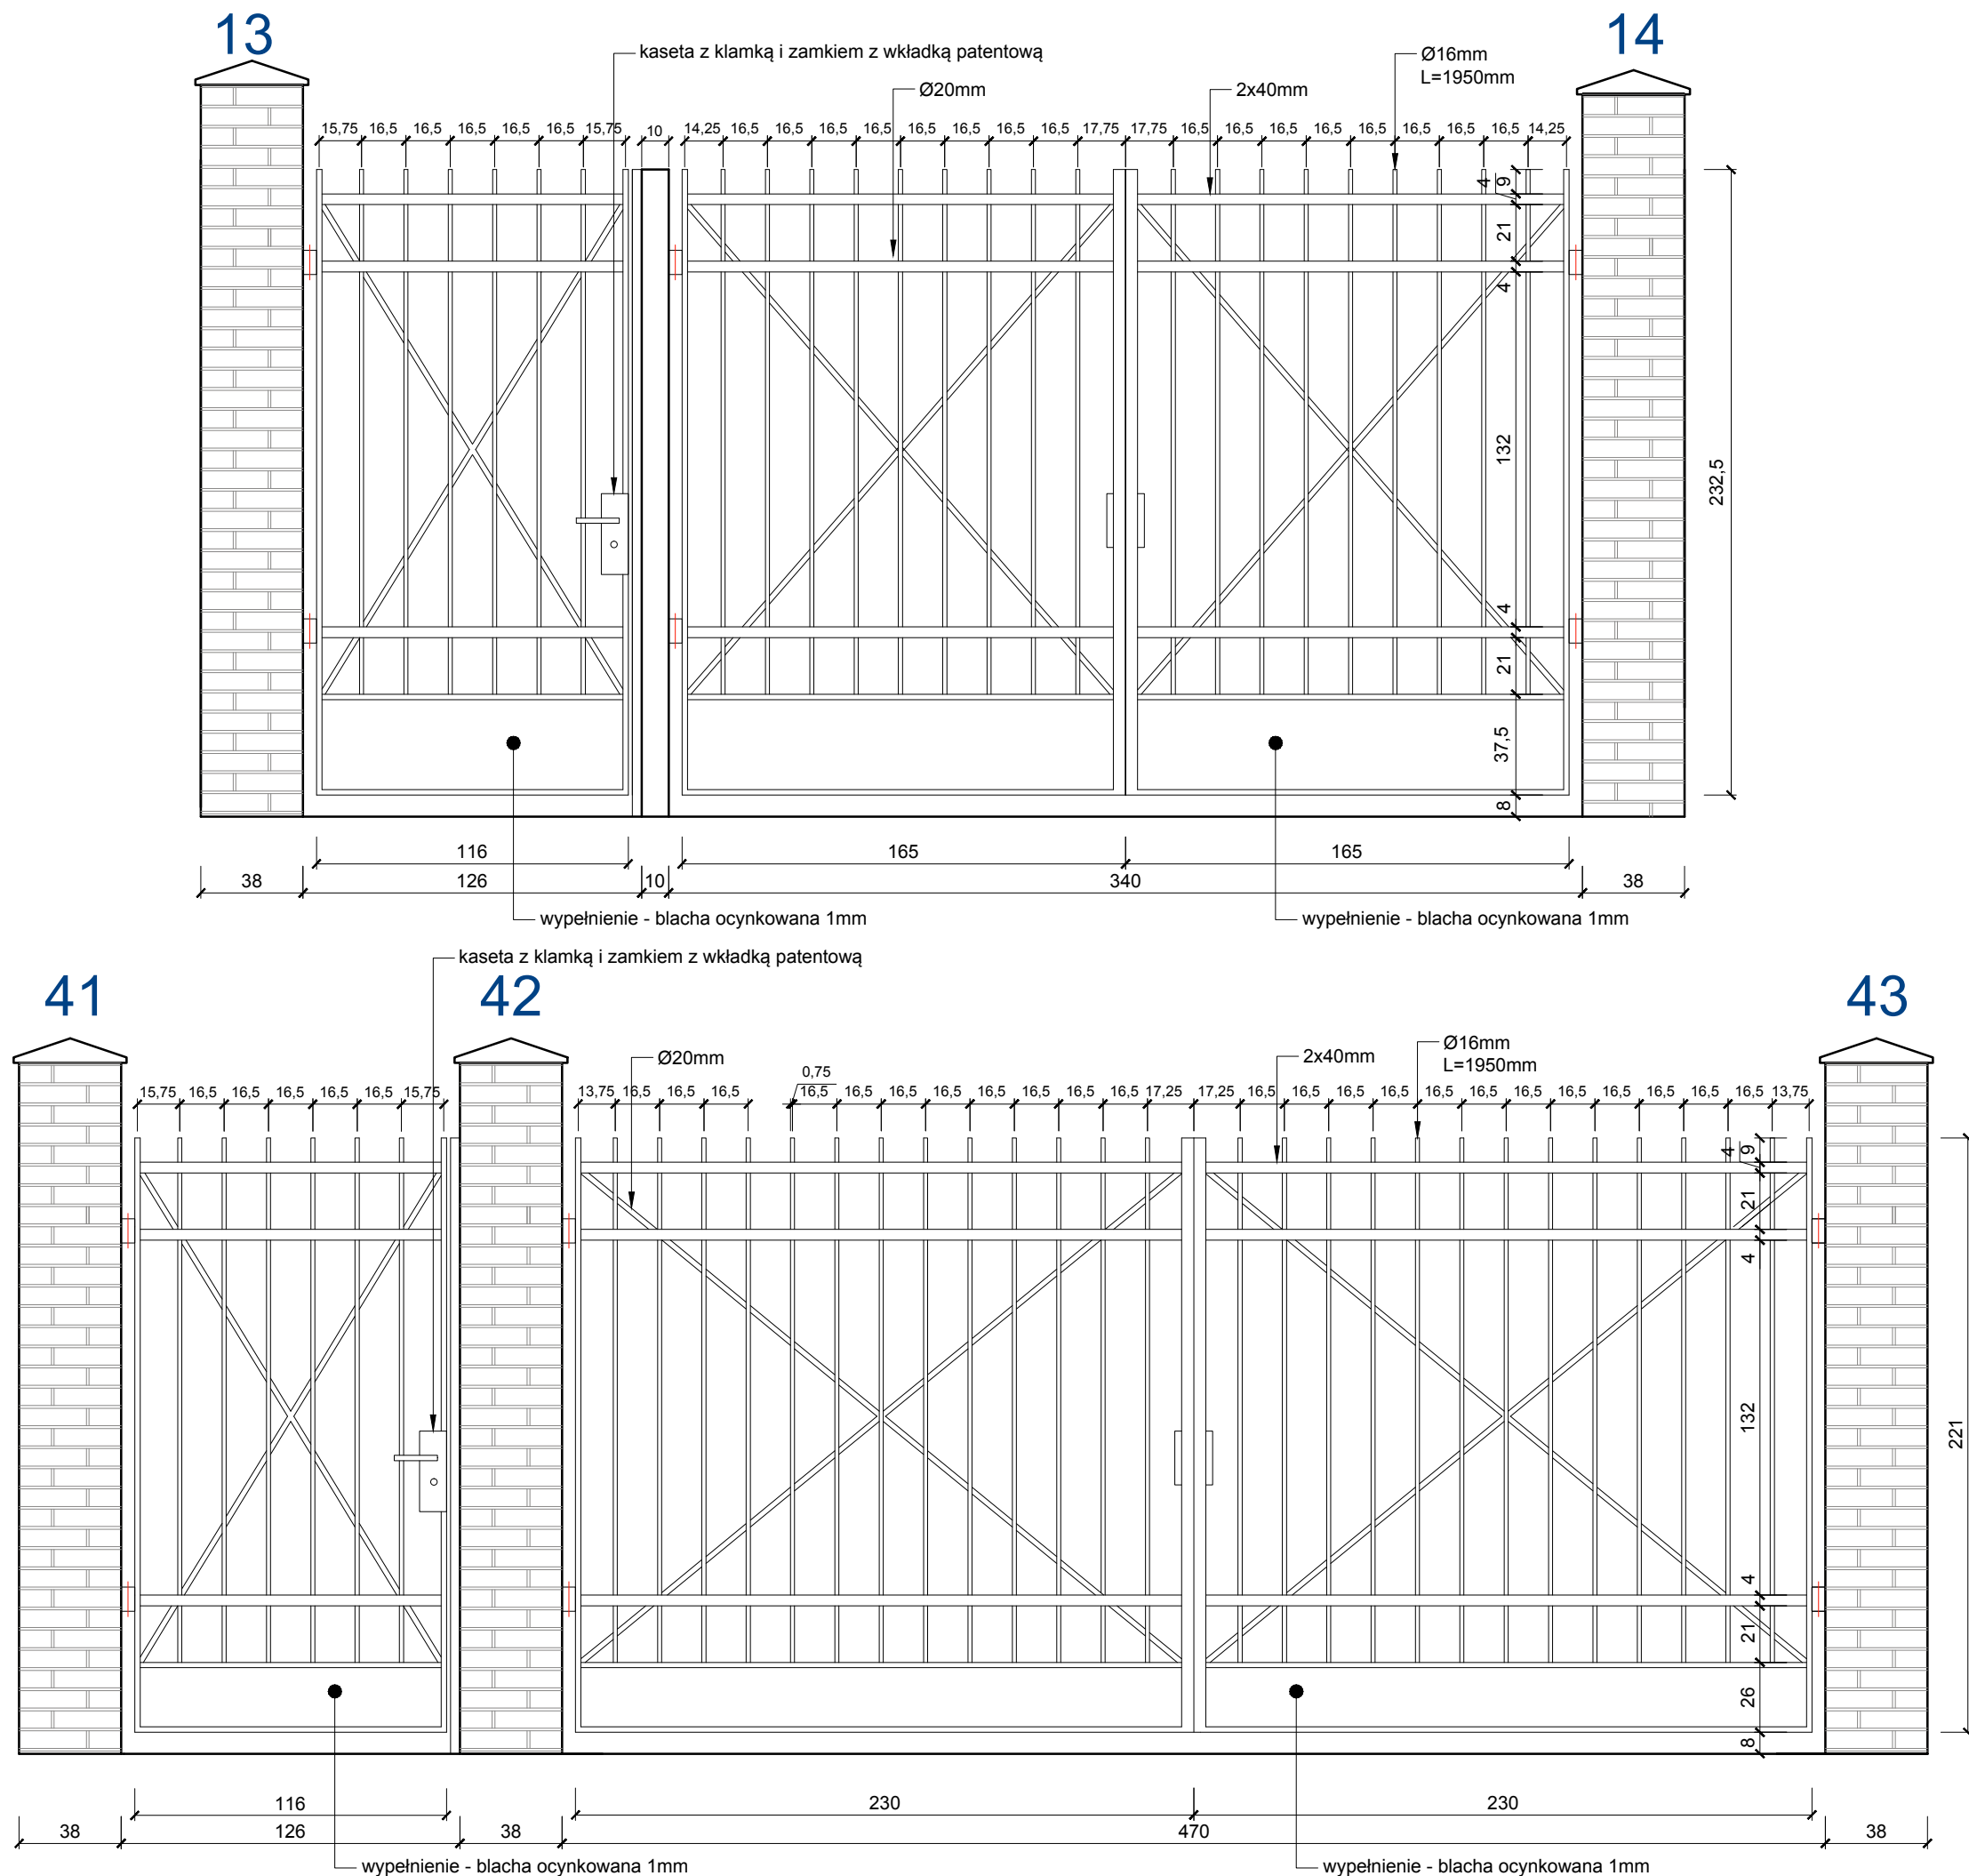 13
14
kaseta z klamką i zamkiem z wkładką patentową
Ø16mm
L=1950mm
Ø20mm
2x40mm
15,75 16,5 16,5 16,5 16,5 16,5 15,75 10 14,25 16,5 16,5 16,5 16,5 16,5 16,5 16,5 16,5 17,75 17,75 16,5 16,5 16,5 16,5 16,5 16,5 16,5 16,5 14,25
4 9
21
4
132
232,5
4
21
37,5
8
116 165 165
38 126 10 340 38
wypełnienie - blacha ocynkowana 1mm wypełnienie - blacha ocynkowana 1mm
kaseta z klamką i zamkiem z wkładką patentową
41
42
43
Ø20mm
2x40mm
Ø16mm
L=1950mm
0,75
15,75 16,5 16,5 16,5 16,5 16,5 15,75 13,75 16,5 16,5 16,5 16,5 16,5 16,5 16,5 16,5 16,5 16,5 16,5 17,25 17,25 16,5 16,5 16,5 16,5 16,5 16,5 16,5 16,5 16,5 16,5 16,5 16,5 13,75
4 9
21
4
132
221
4
21
26
8
116 230 230
38 126 38 470 38
wypełnienie - blacha ocynkowana 1mm wypełnienie - blacha ocynkowana 1mm